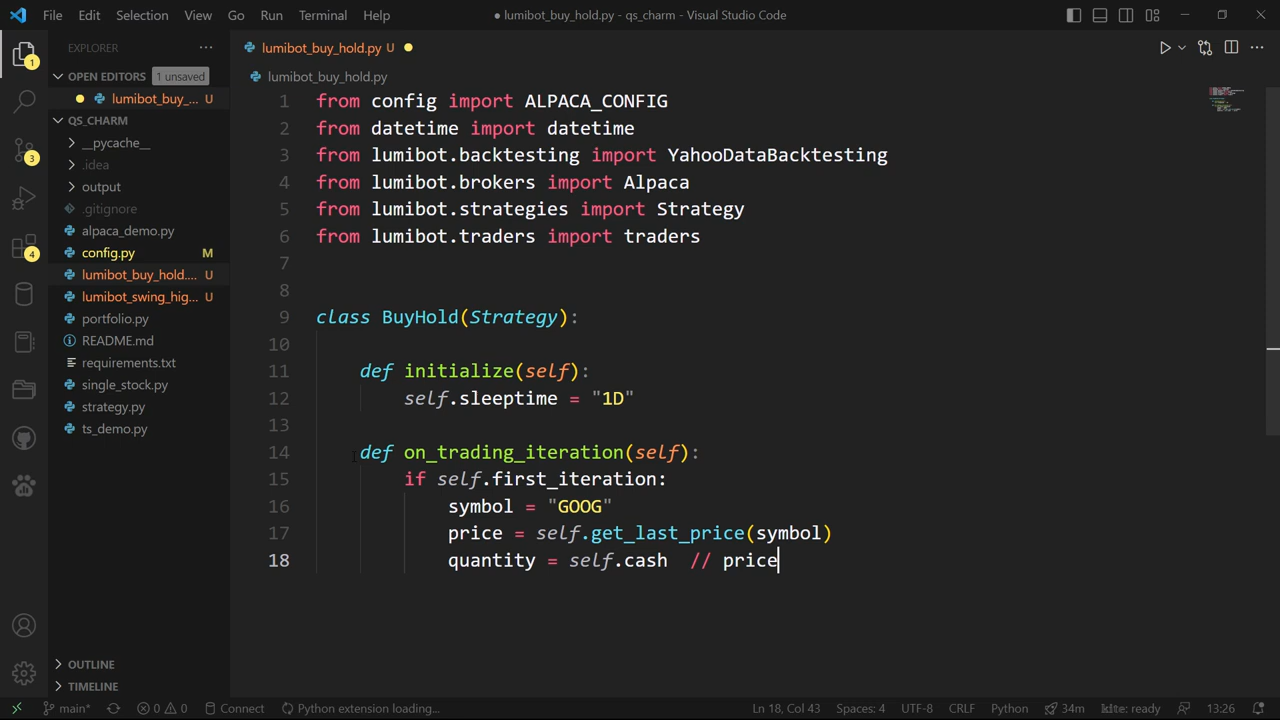 File Edit Selection View Go Run Terminal Help
● lumibot_buy_hold.py - qs_charm - Visual Studio Code
EXPLORER
OPEN EDITORS 1 unsaved
lumibot_buy_... U
QS_CHARM
__pycache__
.idea
output
.gitignore
alpaca_demo.py
config.py M
lumibot_buy_hold.... U
lumibot_swing_hig... U
portfolio.py
README.md
requirements.txt
single_stock.py
strategy.py
ts_demo.py
OUTLINE
TIMELINE
1
3
4
lumibot_buy_hold.py
lumibot_buy_hold.py
1 from config import ALPACA_CONFIG
2 from datetime import datetime
3 from lumibot.backtesting import YahooDataBacktesting
4 from lumibot.brokers import Alpaca
5 from lumibot.strategies import Strategy
6 from lumibot.traders import traders
7
8
9 class BuyHold(Strategy):
10
11 def initialize(self):
12 self.sleeptime = "1D"
13
14 def on_trading_iteration(self):
15 if self.first_iteration:
16 symbol = "GOOG"
17 price = self.get_last_price(symbol)
18 quantity = self.cash // price
main* 0 0 Connect Python extension loading... Ln 18, Col 43 Spaces: 4 UTF-8 CRLF Python 34m kite: ready 13:26